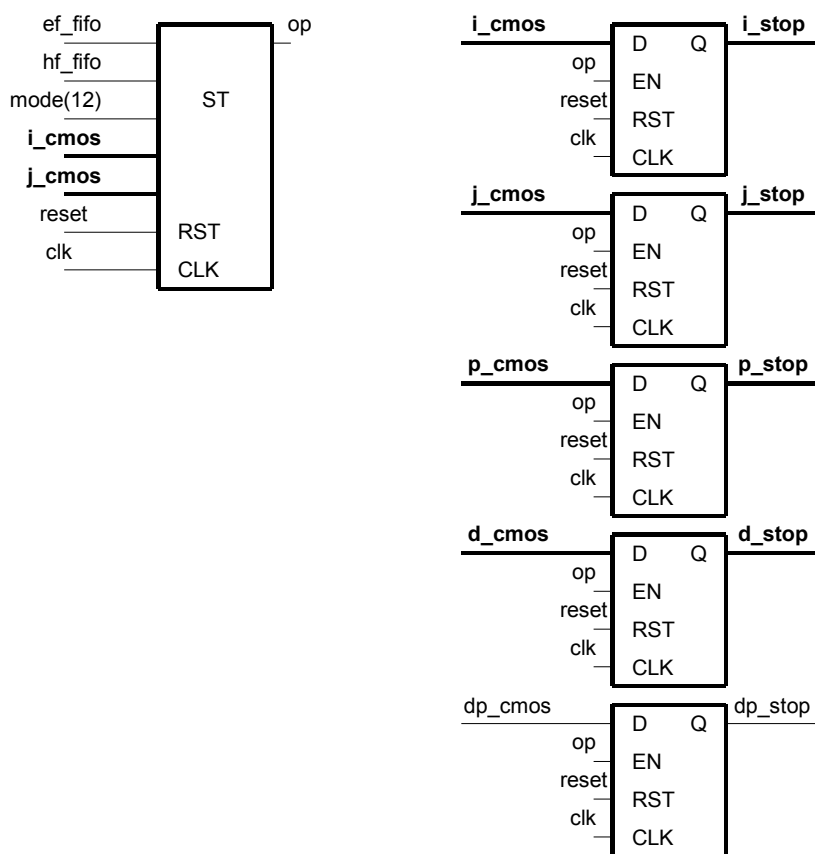 ef_fifo
op
hf_fifo
mode(12)
ST
i_cmos
j_cmos
reset
RST
clk
CLK
i_cmos
D
Q
i_stop
op
EN
reset
RST
clk
CLK
j_cmos
D
Q
j_stop
op
EN
reset
RST
clk
CLK
p_cmos
D
Q
p_stop
op
EN
reset
RST
clk
CLK
d_cmos
D
Q
d_stop
op
EN
reset
RST
clk
CLK
dp_cmos
D
Q
dp_stop
op
EN
reset
RST
clk
CLK